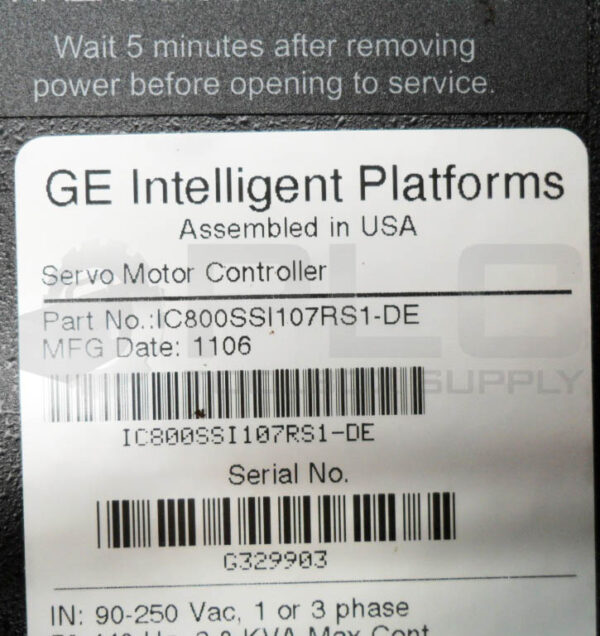 Wait 5 minutes after removing
power before opening to service.
GE Intelligent Platforms
Assembled in USA
Servo Motor Controller
Part No.:IC800SSI107RS1-DE
MFG Date: 1106
IC800SSI107RS1-DE
Serial No.
G329903
IN: 90-250 Vac, 1 or 3 phase
PLC
SUPPLY